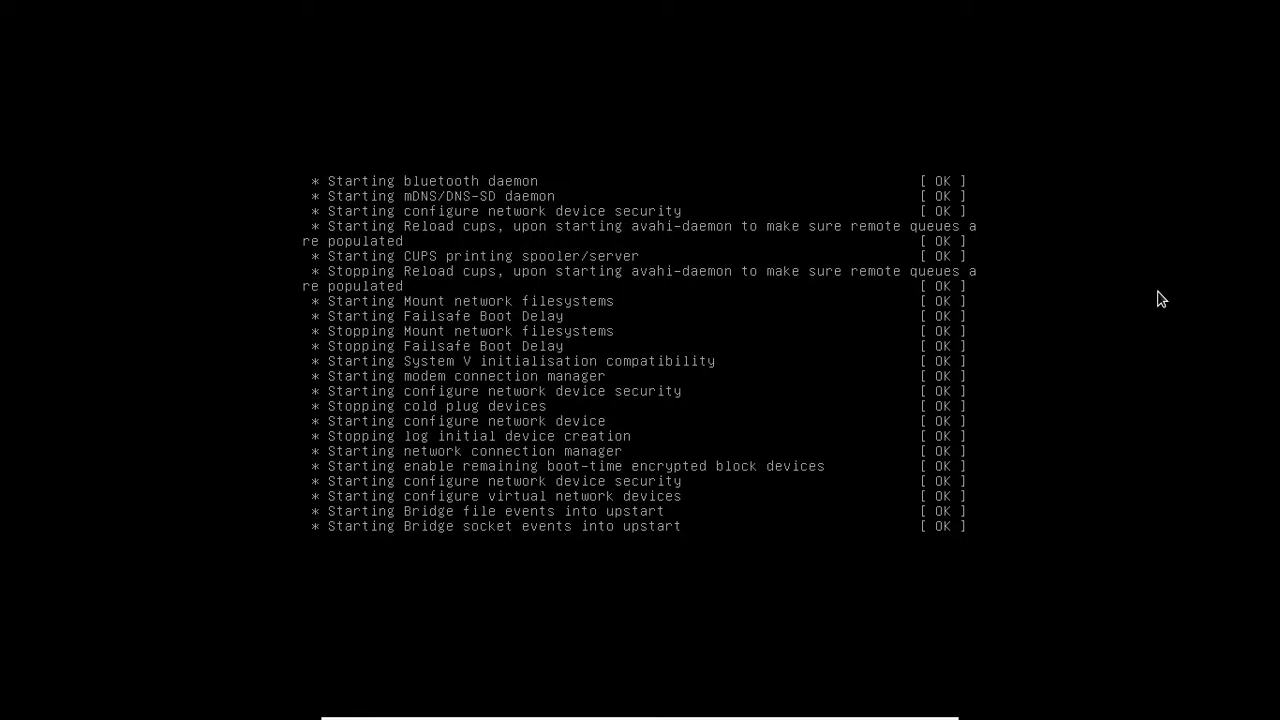 * Starting bluetooth daemon [ OK ]
* Starting mDNS/DNS-SD daemon [ OK ]
* Starting configure network device security [ OK ]
* Starting Reload cups, upon starting avahi-daemon to make sure remote queues a
re populated [ OK ]
* Starting CUPS printing spooler/server [ OK ]
* Stopping Reload cups, upon starting avahi-daemon to make sure remote queues a
re populated [ OK ]
* Starting Mount network filesystems [ OK ]
* Starting Failsafe Boot Delay [ OK ]
* Stopping Mount network filesystems [ OK ]
* Stopping Failsafe Boot Delay [ OK ]
* Starting System V initialisation compatibility [ OK ]
* Starting modem connection manager [ OK ]
* Starting configure network device security [ OK ]
* Stopping cold plug devices [ OK ]
* Starting configure network device [ OK ]
* Stopping log initial device creation [ OK ]
* Starting network connection manager [ OK ]
* Starting enable remaining boot-time encrypted block devices [ OK ]
* Starting configure network device security [ OK ]
* Starting configure virtual network devices [ OK ]
* Starting Bridge file events into upstart [ OK ]
* Starting Bridge socket events into upstart [ OK ]